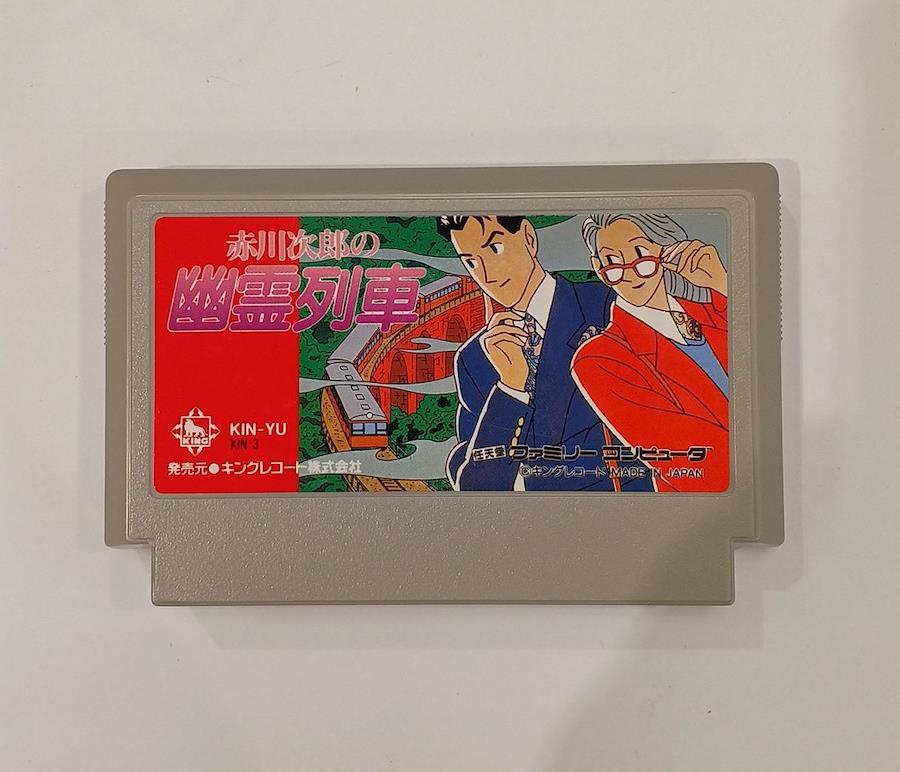 赤川次郎の
幽霊列車
KING
KIN-YU
KIN-3
発売元●キングレコード株式会社
任天堂 ファミリー コンピュータ™
©キングレコード MADE IN JAPAN